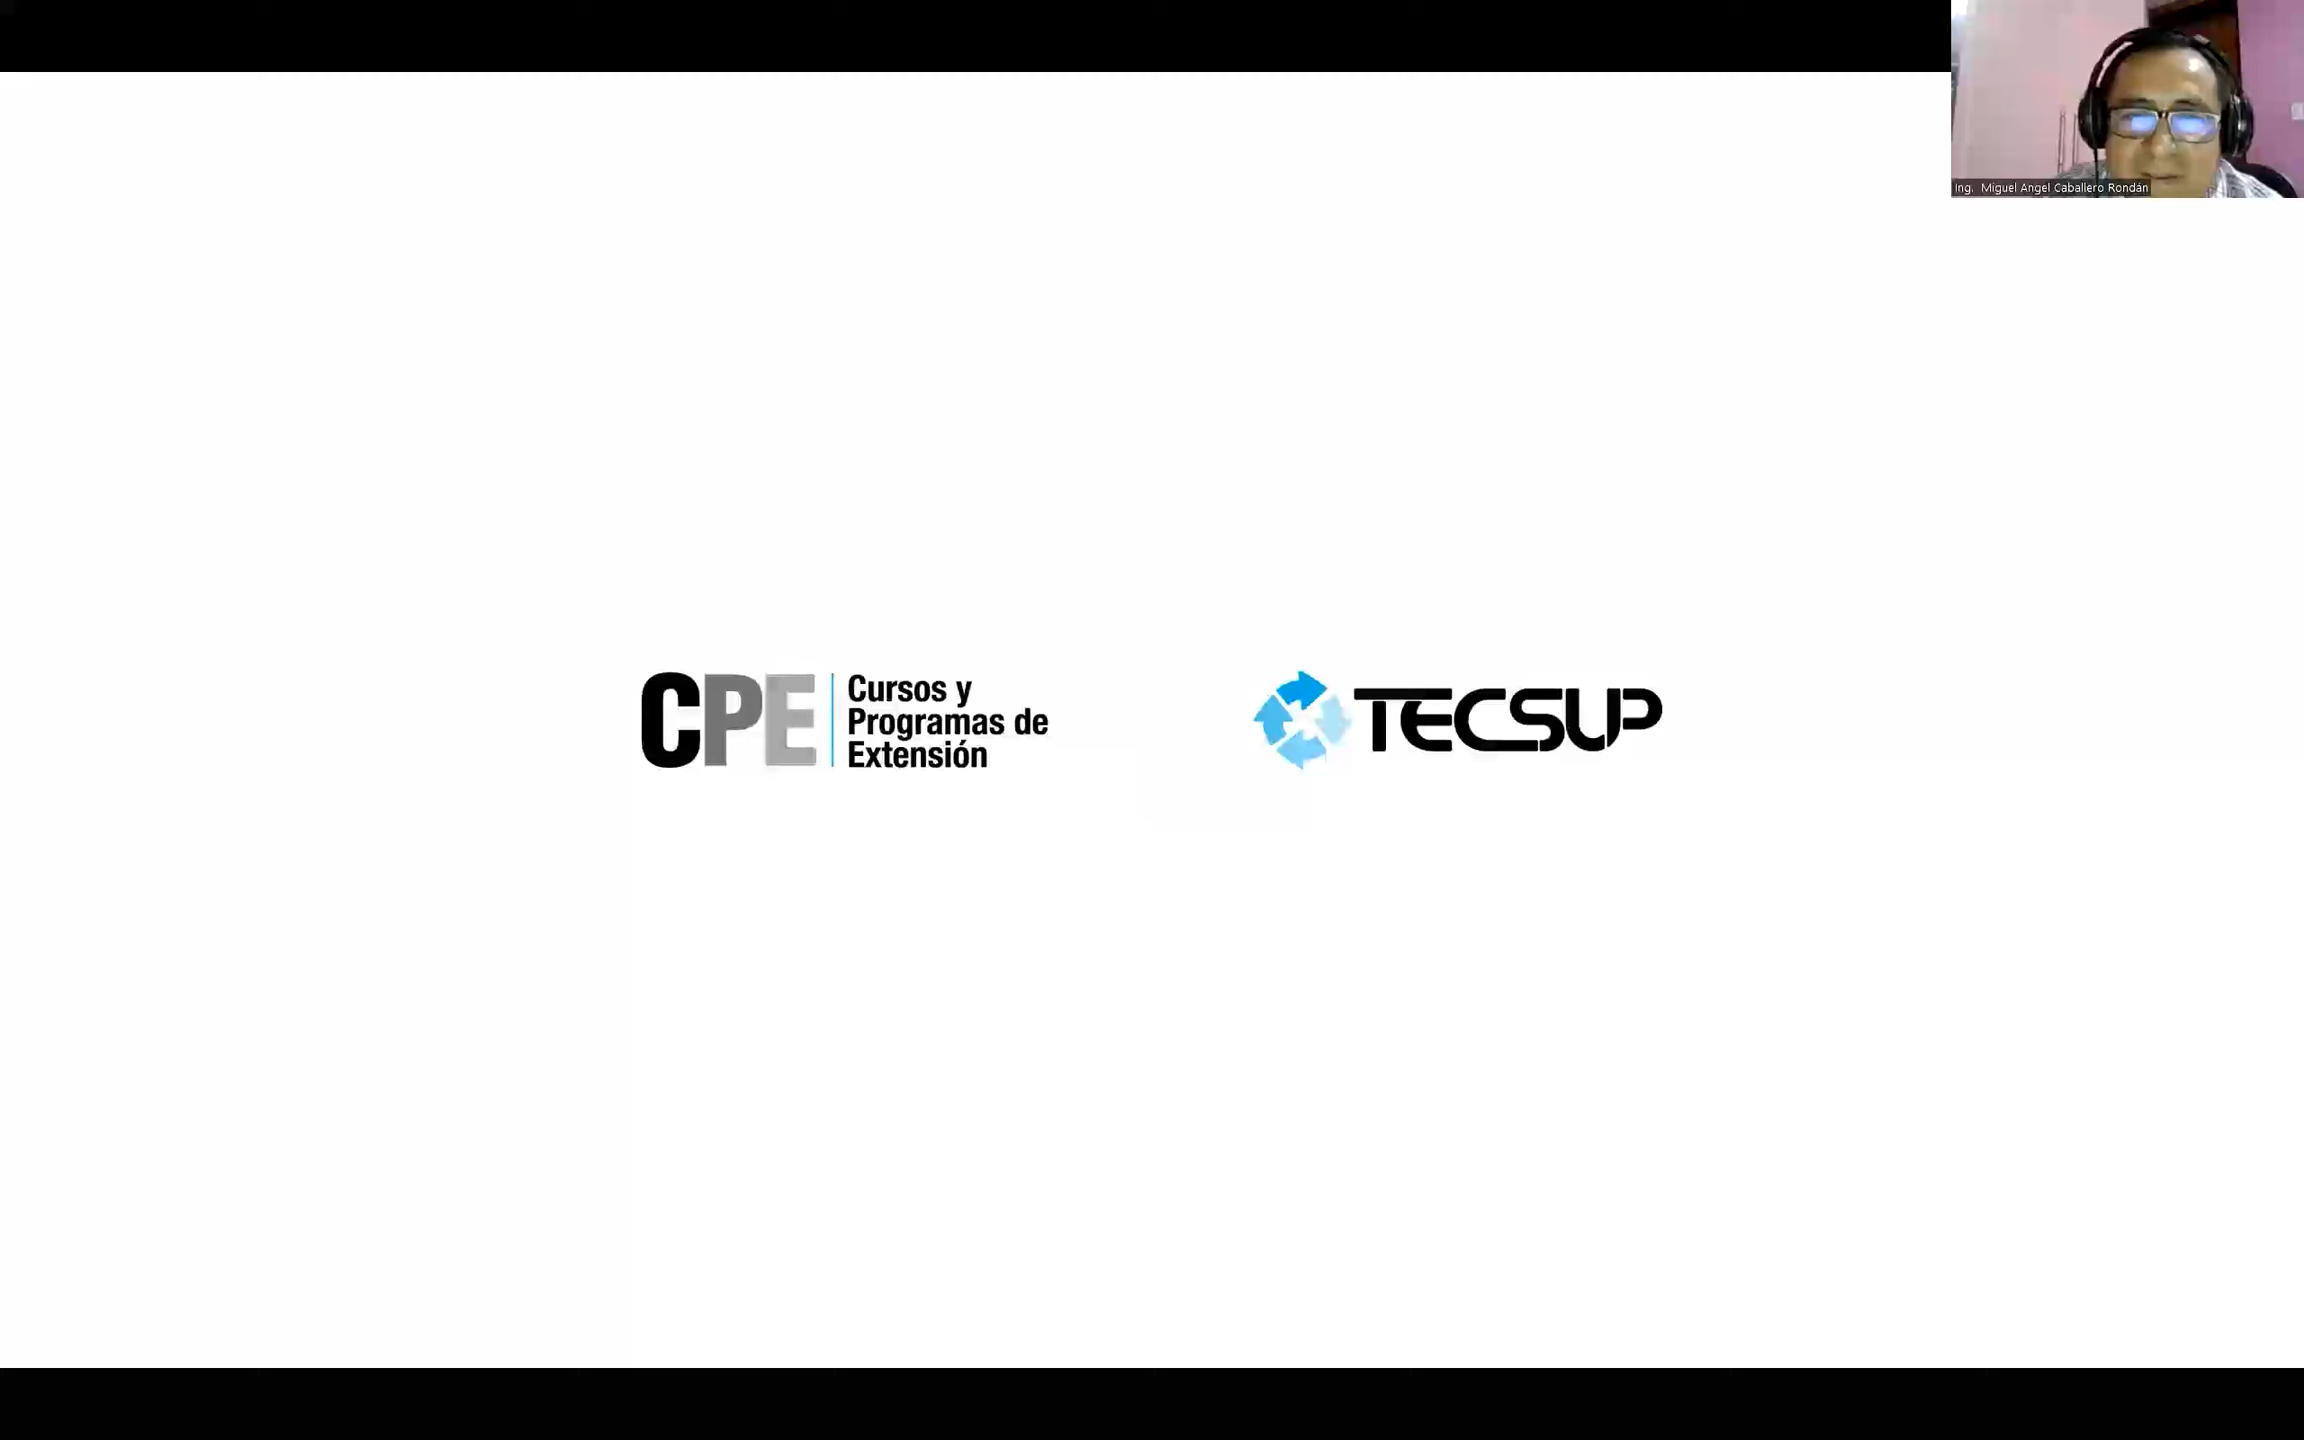 Ing. Miguel Angel Caballero Rondán
CPE
Cursos y
Programas de
Extensión
TECSUP